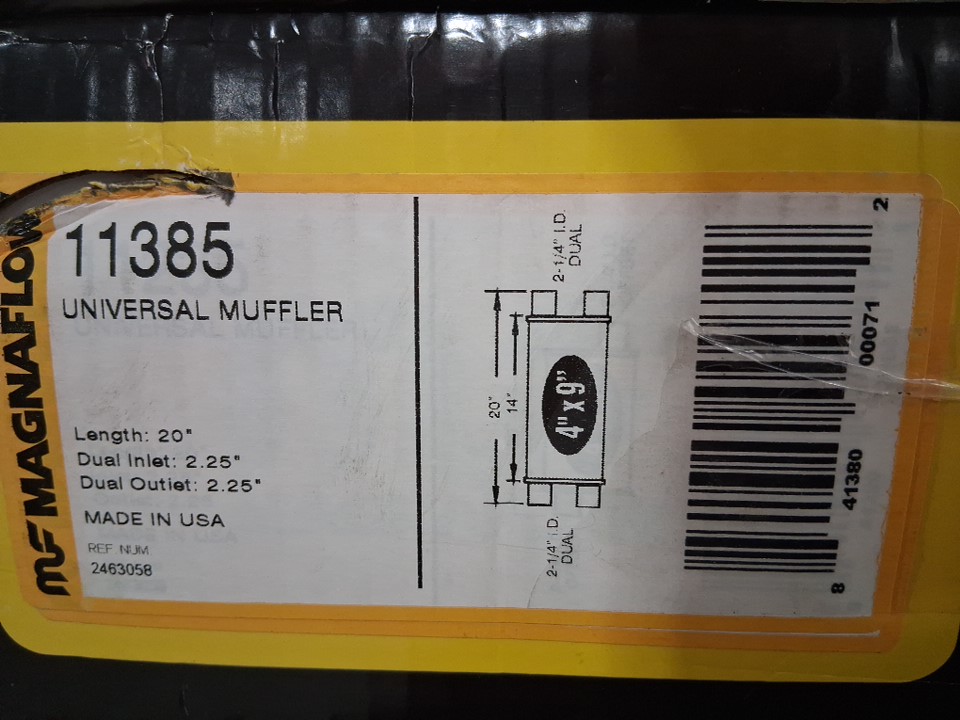 MF MAGNAFLOW
11385
UNIVERSAL MUFFLER
Length: 20"
Dual Inlet: 2.25"
Dual Outlet: 2.25"
MADE IN USA
REF NUM
2463058
2-1/4" I.D.
DUAL
20"
14"
4" x 9"
2-1/4" I.D.
DUAL
8 41380 00071 2